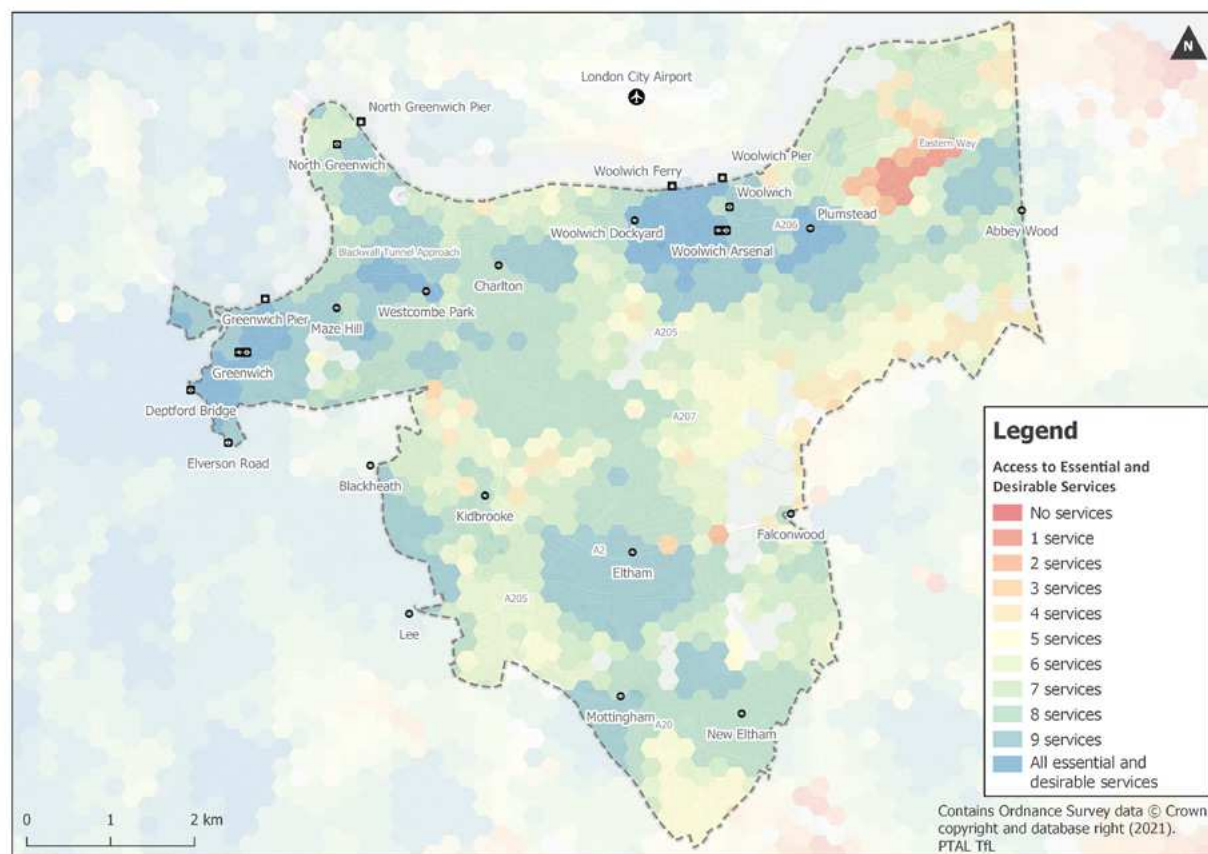 N
London City Airport
North Greenwich Pier
North Greenwich
Eastern Way
Woolwich Pier
Woolwich Ferry
Woolwich
Plumstead
A206
Woolwich Dockyard
Woolwich Arsenal
Abbey Wood
Blackwall Tunnel Approach
Charlton
Westcombe Park
Greenwich Pier
Maze Hill
A205
Greenwich
Deptford Bridge
A207
Elverson Road
Blackheath
Kidbrooke
Falconwood
A2
Eltham
A205
Lee
Mottingham
A20
New Eltham
Legend
Access to Essential and
Desirable Services
No services
1 service
2 services
3 services
4 services
5 services
6 services
7 services
8 services
9 services
All essential and
desirable services
0 1 2 km
Contains Ordnance Survey data © Crown
copyright and database right (2021).
PTAL TfL